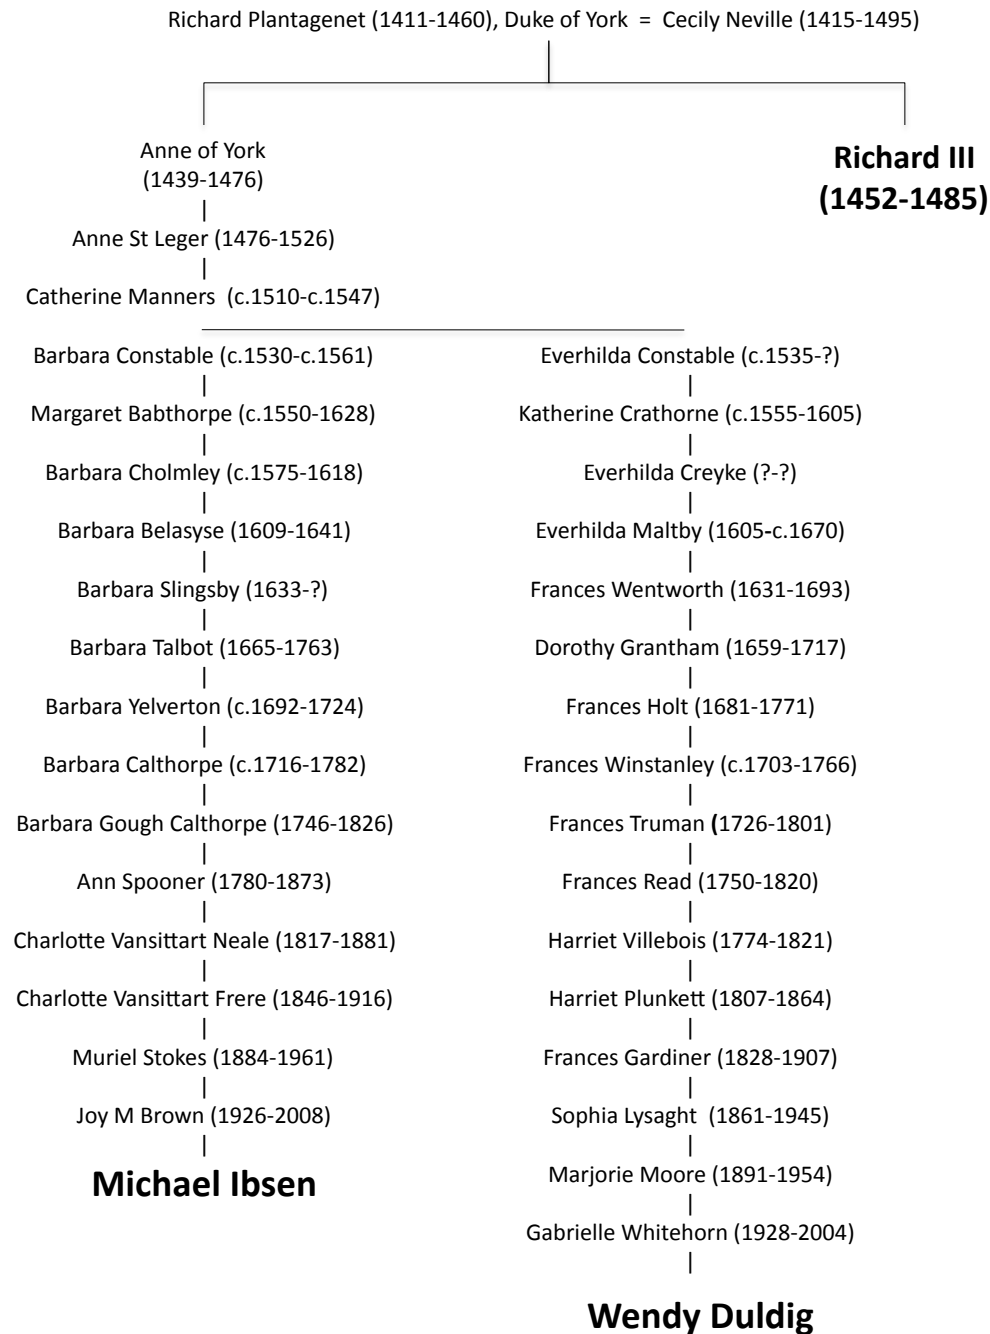 Richard Plantagenet (1411-1460), Duke of York = Cecily Neville (1415-1495)
Anne of York
(1439-1476)
Richard III
(1452-1485)
Anne St Leger (1476-1526)
Catherine Manners (c.1510-c.1547)
Barbara Constable (c.1530-c.1561)
Margaret Babthorpe (c.1550-1628)
Barbara Cholmley (c.1575-1618)
Barbara Belasyse (1609-1641)
Barbara Slingsby (1633-?)
Barbara Talbot (1665-1763)
Barbara Yelverton (c.1692-1724)
Barbara Calthorpe (c.1716-1782)
Barbara Gough Calthorpe (1746-1826)
Ann Spooner (1780-1873)
Charlotte Vansittart Neale (1817-1881)
Charlotte Vansittart Frere (1846-1916)
Muriel Stokes (1884-1961)
Joy M Brown (1926-2008)
Michael Ibsen
Everhilda Constable (c.1535-?)
Katherine Crathorne (c.1555-1605)
Everhilda Creyke (?-?)
Everhilda Maltby (1605-c.1670)
Frances Wentworth (1631-1693)
Dorothy Grantham (1659-1717)
Frances Holt (1681-1771)
Frances Winstanley (c.1703-1766)
Frances Truman (1726-1801)
Frances Read (1750-1820)
Harriet Villebois (1774-1821)
Harriet Plunkett (1807-1864)
Frances Gardiner (1828-1907)
Sophia Lysaght (1861-1945)
Marjorie Moore (1891-1954)
Gabrielle Whitehorn (1928-2004)
Wendy Duldig